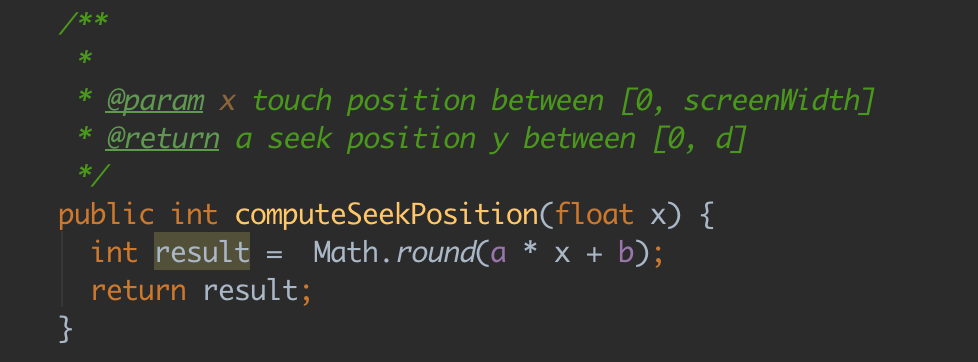 /**
 *
 * @param x touch position between [0, screenWidth]
 * @return a seek position y between [0, d]
 */
public int computeSeekPosition(float x) {
  int result =  Math.round(a * x + b);
  return result;
}